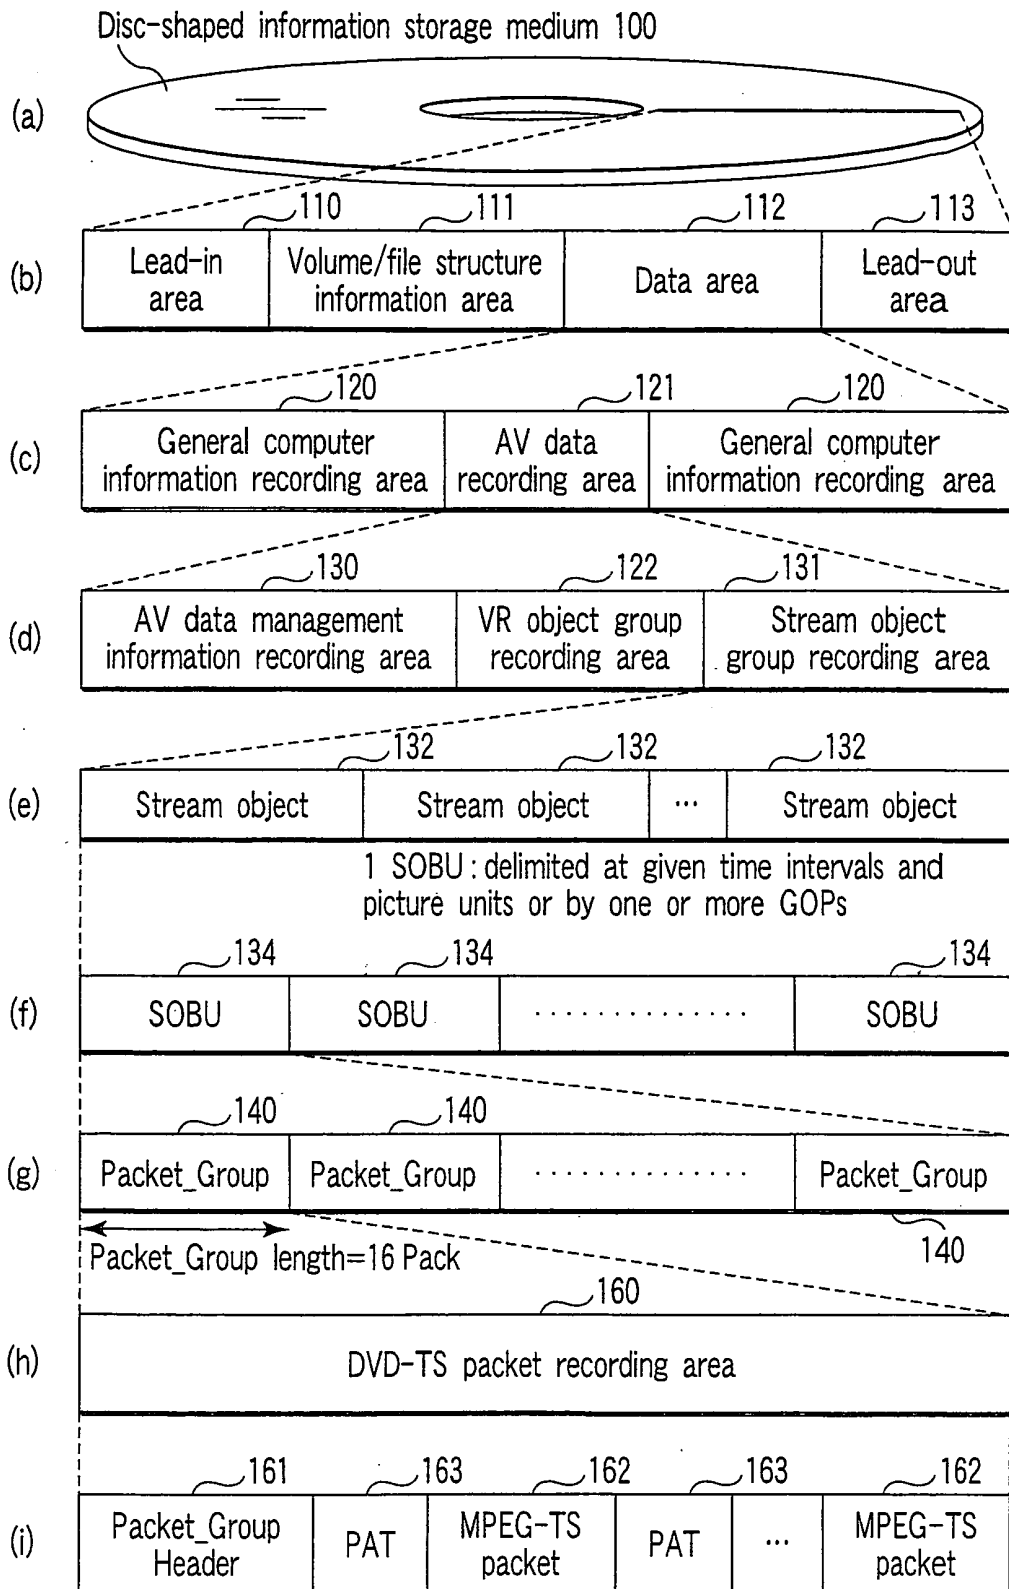 Disc-shaped information storage medium 100
(a)
110 111 112 113
(b) Lead-in area Volume/file structure information area Data area Lead-out area
120 121 120
(c) General computer information recording area AV data recording area General computer information recording area
130 122 131
(d) AV data management information recording area VR object group recording area Stream object group recording area
132 132 132
(e) Stream object Stream object ... Stream object
1 SOBU : delimited at given time intervals and
picture units or by one or more GOPs
134 134 134
(f) SOBU SOBU .............. SOBU
140 140
(g) Packet_Group Packet_Group .............. Packet_Group
140
Packet_Group length=16 Pack
160
(h) DVD-TS packet recording area
161 163 162 163 162
(i) Packet_Group Header PAT MPEG-TS packet PAT ... MPEG-TS packet